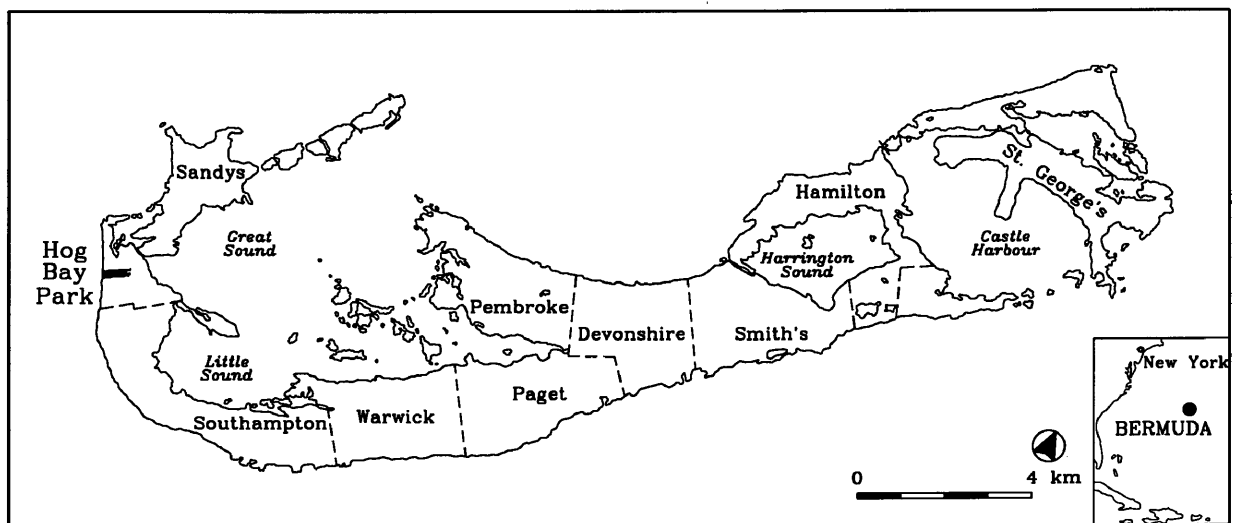 Sandys
Hog
Bay
Park
Great
Sound
Little
Sound
Southampton
Warwick
Pembroke
Paget
Devonshire
Smith's
Hamilton
Harrington
Sound
St. George's
Castle
Harbour
0 4 km
New York
BERMUDA